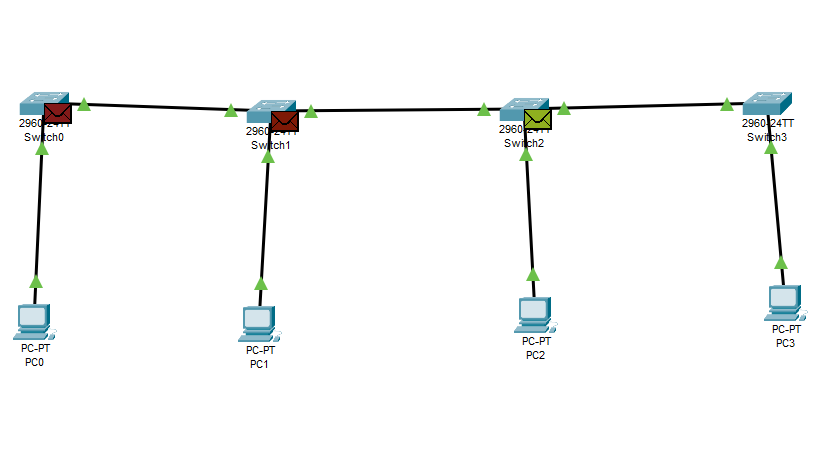 2960-24TT
Switch0
2960-24TT
Switch1
2960-24TT
Switch2
2960-24TT
Switch3
PC-PT
PC0
PC-PT
PC1
PC-PT
PC2
PC-PT
PC3